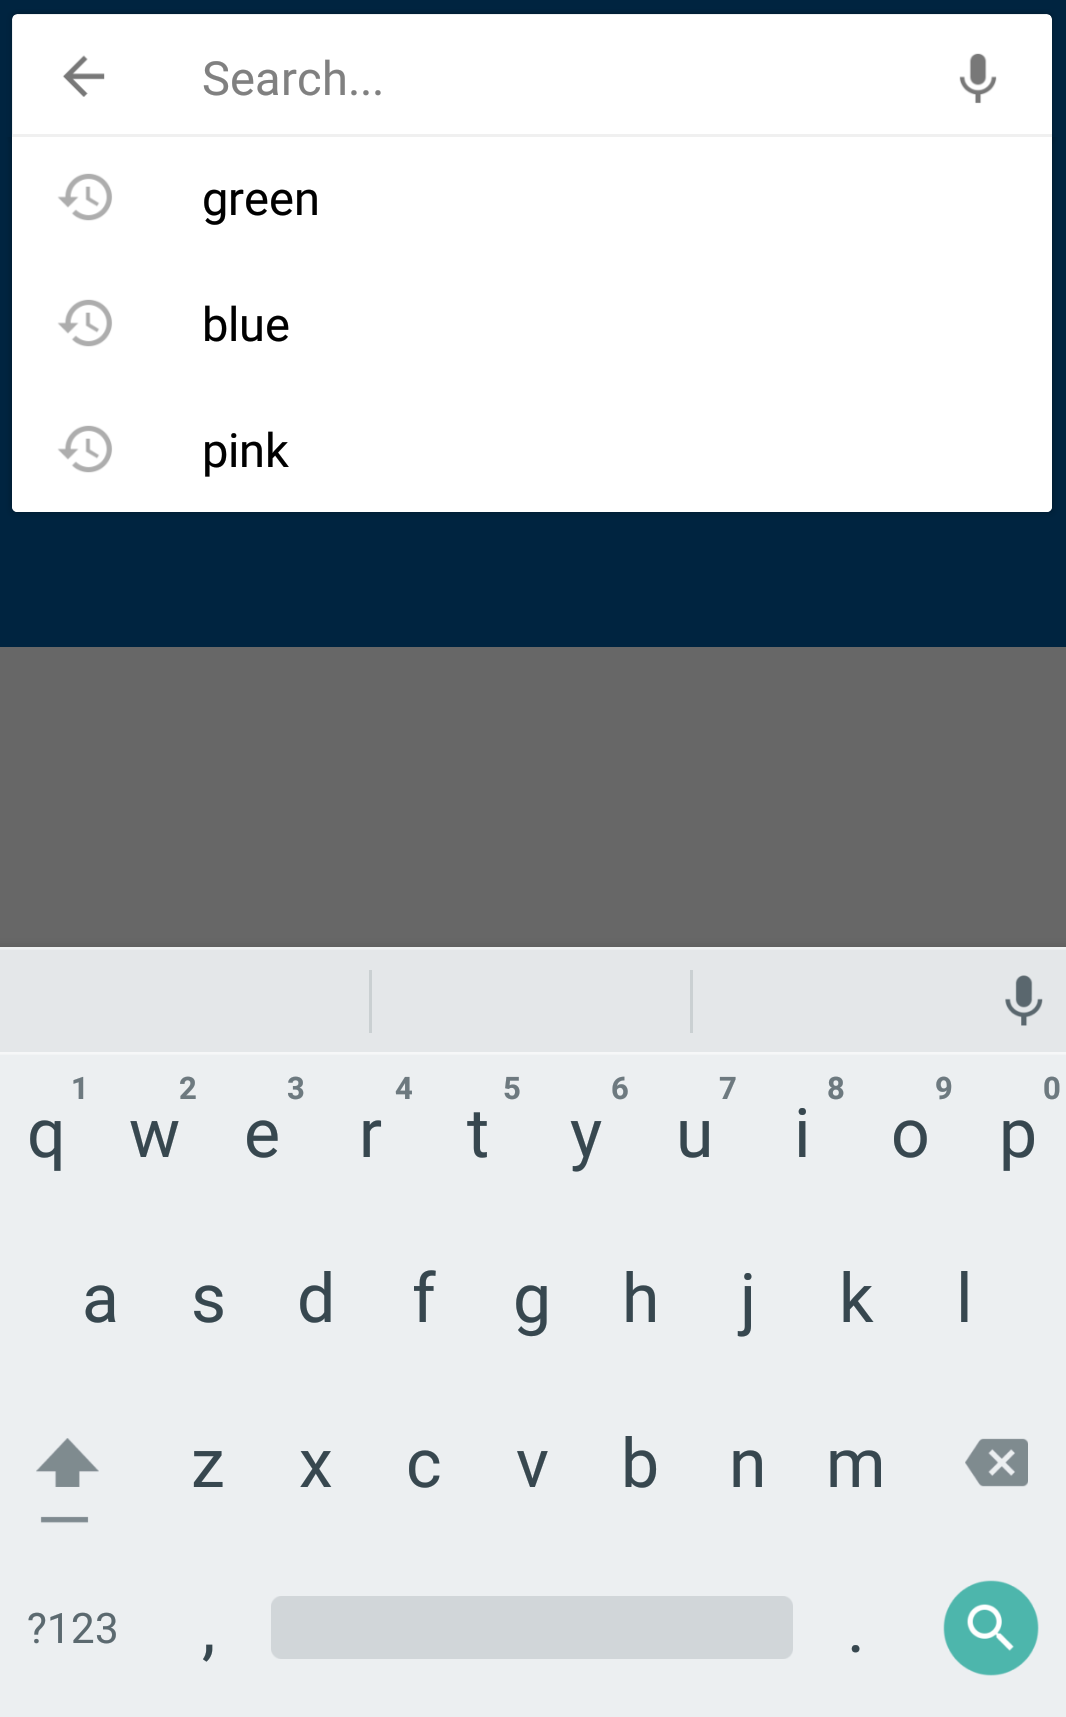 Search...
green
blue
pink
1 2 3 4 5 6 7 8 9 0
q w e r t y u i o p
a s d f g h j k l
z x c v b n m
?123 , .